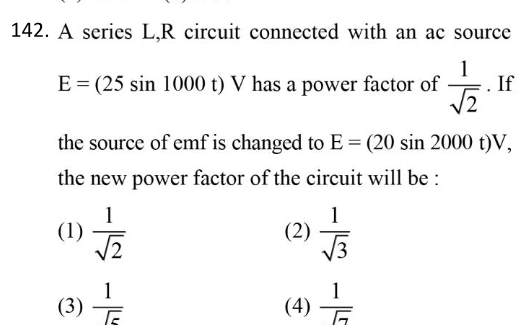 142. A series L,R circuit connected with an ac source
E = (25 sin 1000 t) V has a power factor of 1/√2 . If
the source of emf is changed to E = (20 sin 2000 t)V,
the new power factor of the circuit will be :
(1) 1/√2 (2) 1/√3
(3) 1/√5 (4) 1/√7